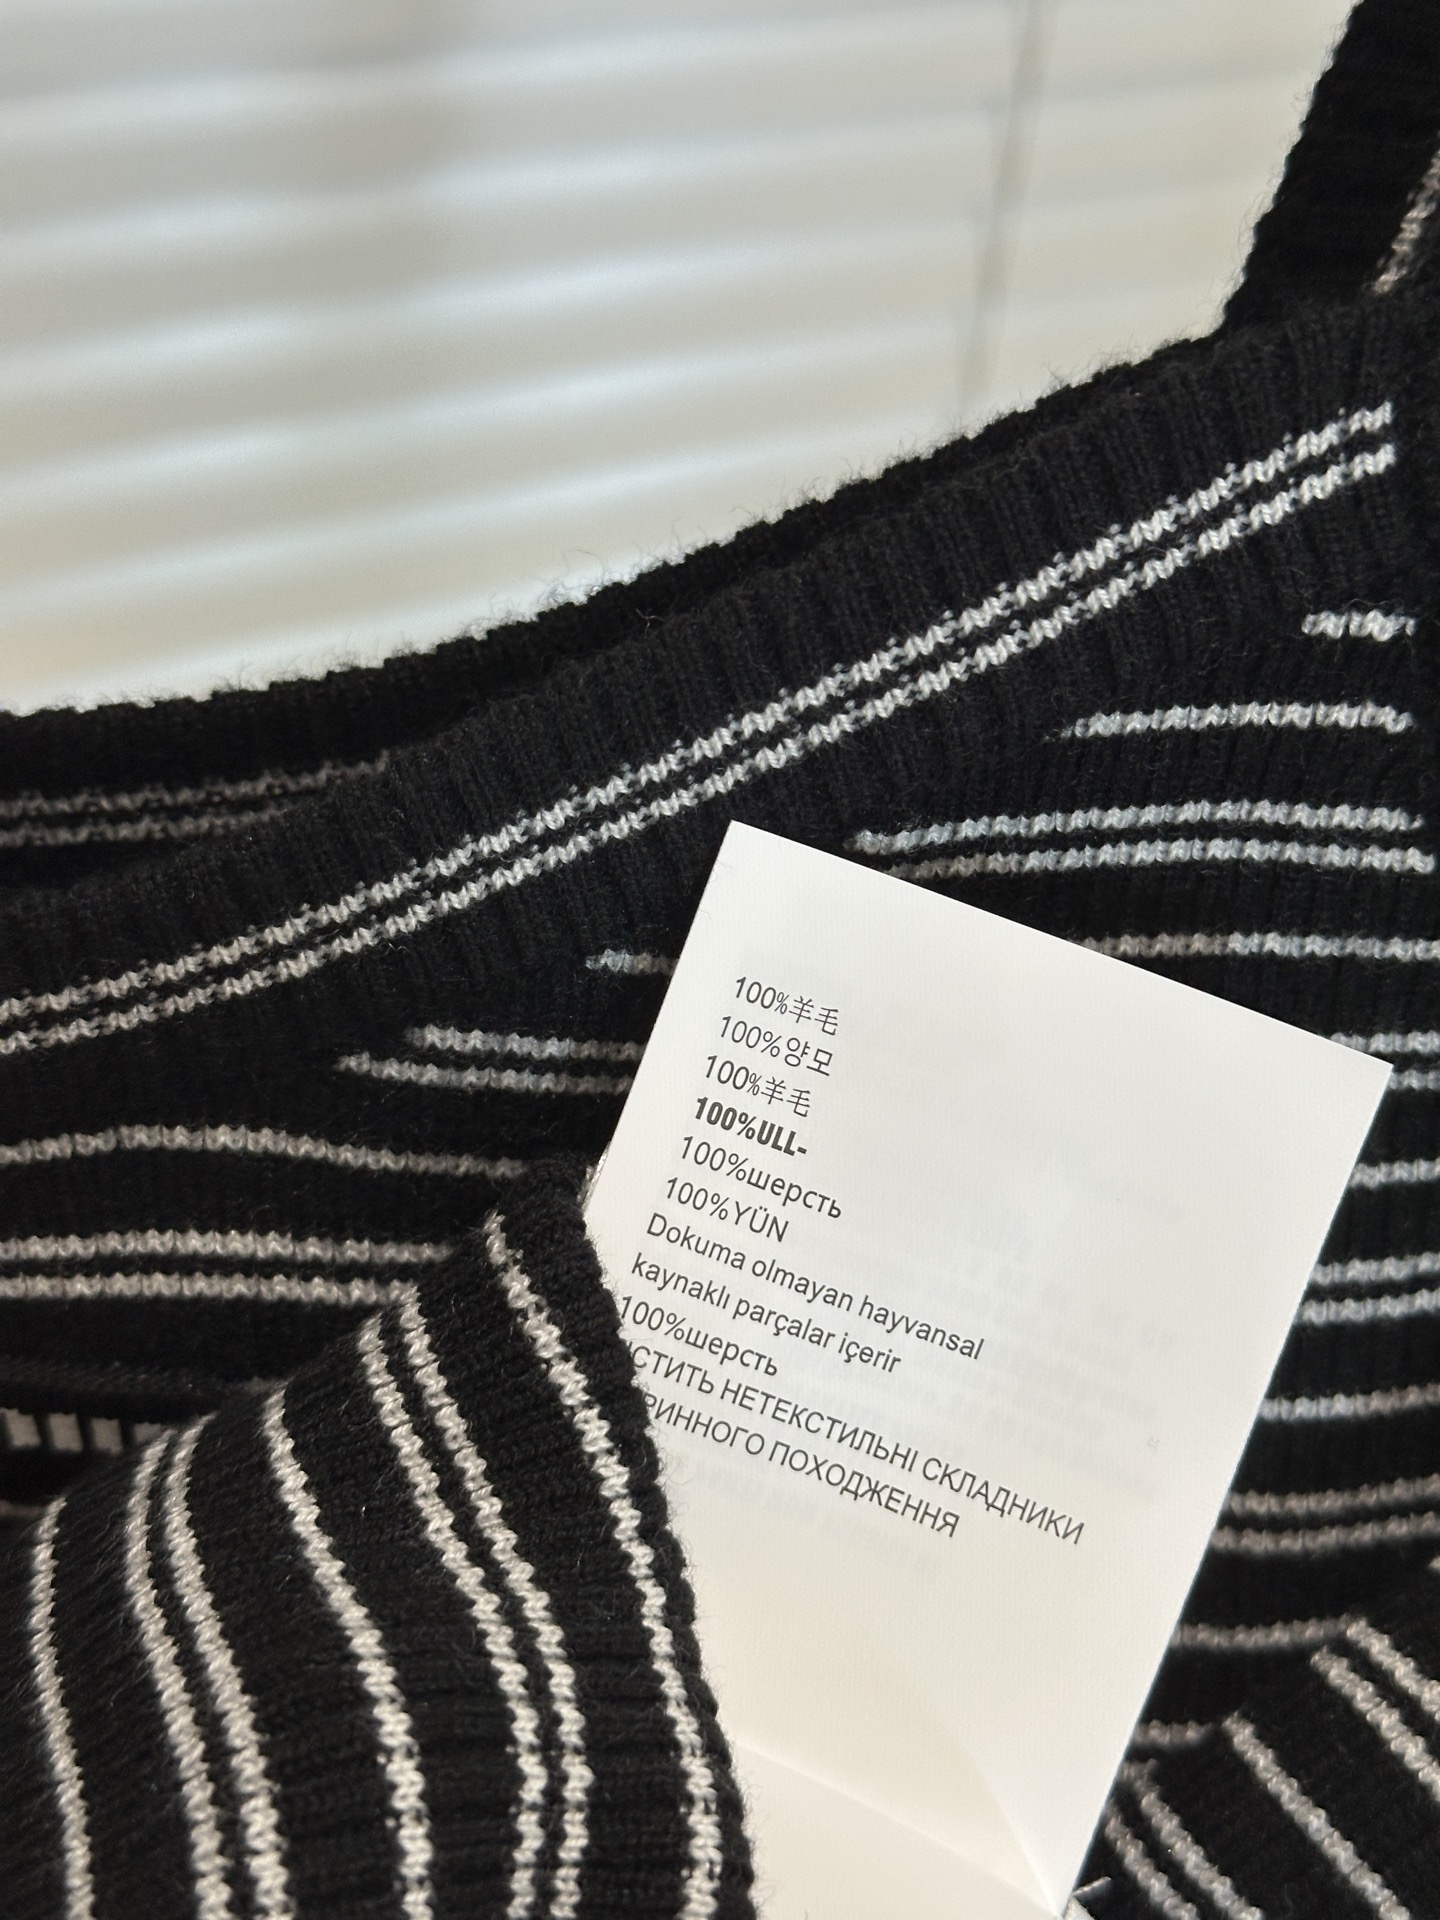 100%羊毛
100%양모
100%羊毛
100%ULL-
100%шерсть
100%YÜN
Dokuma olmayan hayvansal
kaynaklı parçalar içerir
100%шерсть
НЕТЕКСТИЛЬНІ СКЛАДНИКИ
ПОХОДЖЕННЯ